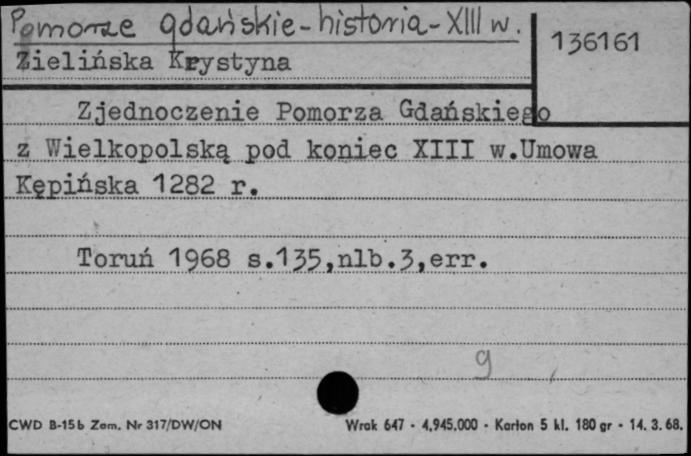 Pomorze gdańskie-historia-XIII w.
136161
Zielińska Krystyna
Zjednoczenie Pomorza Gdańskiego
z Wielkopolską pod koniec XIII w.Umowa
Kępińska 1282 r.
Toruń 1968 s.135,nlb.3,err.
g
CWD B-15b Zam. Nr 317/DW/ON
Wrak 647 - 4,945.000 - Karton 5 kl. 180 gr - 14. 3. 68.